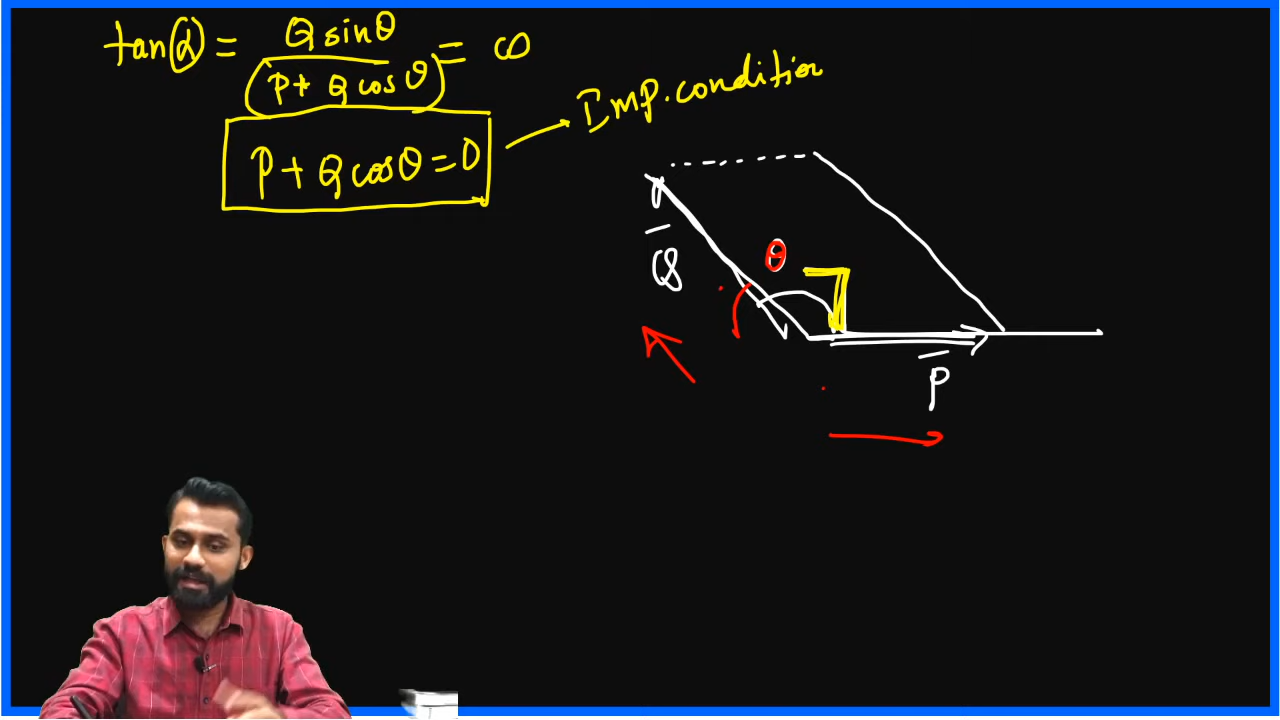 tan(α) = Q sinθ / (P + Q cosθ) = ∞
P + Q cosθ = 0
Imp. condition
θ
Q̅
P̅